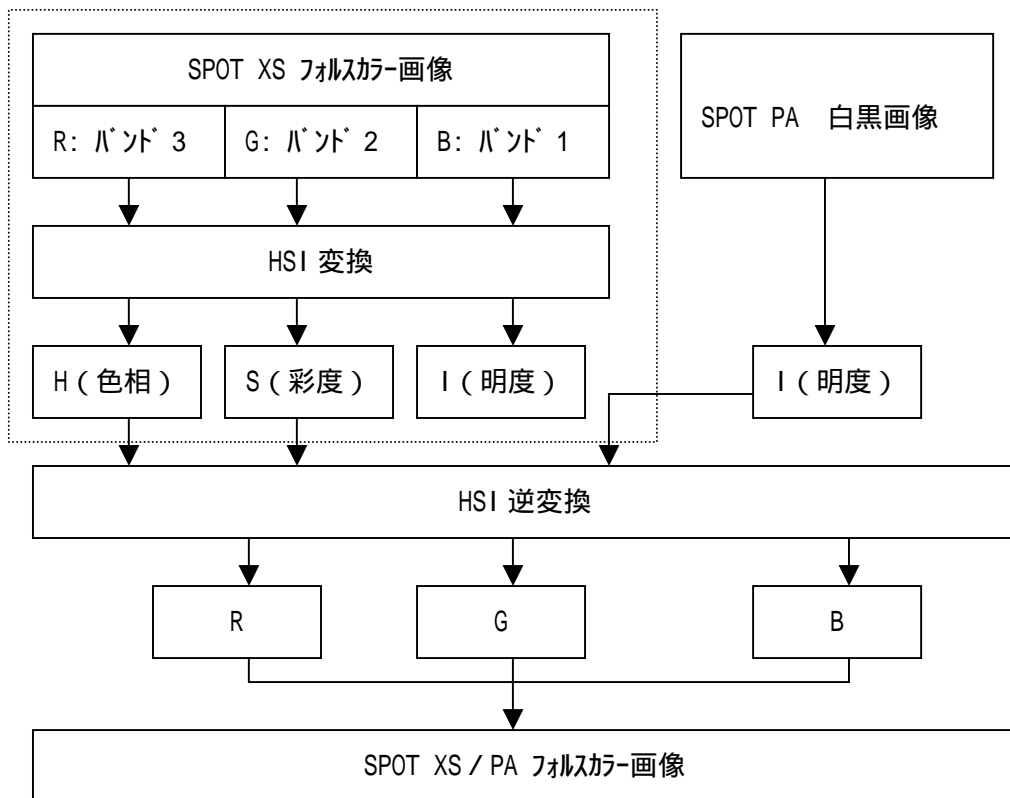 SPOT XS フォルスカラー画像
SPOT PA 白黒画像
R: バンド3
G: バンド2
B: バンド1
HSI 変換
H(色相)
S(彩度)
I(明度)
I(明度)
HSI 逆変換
R
G
B
SPOT XS/PA フォルスカラー画像